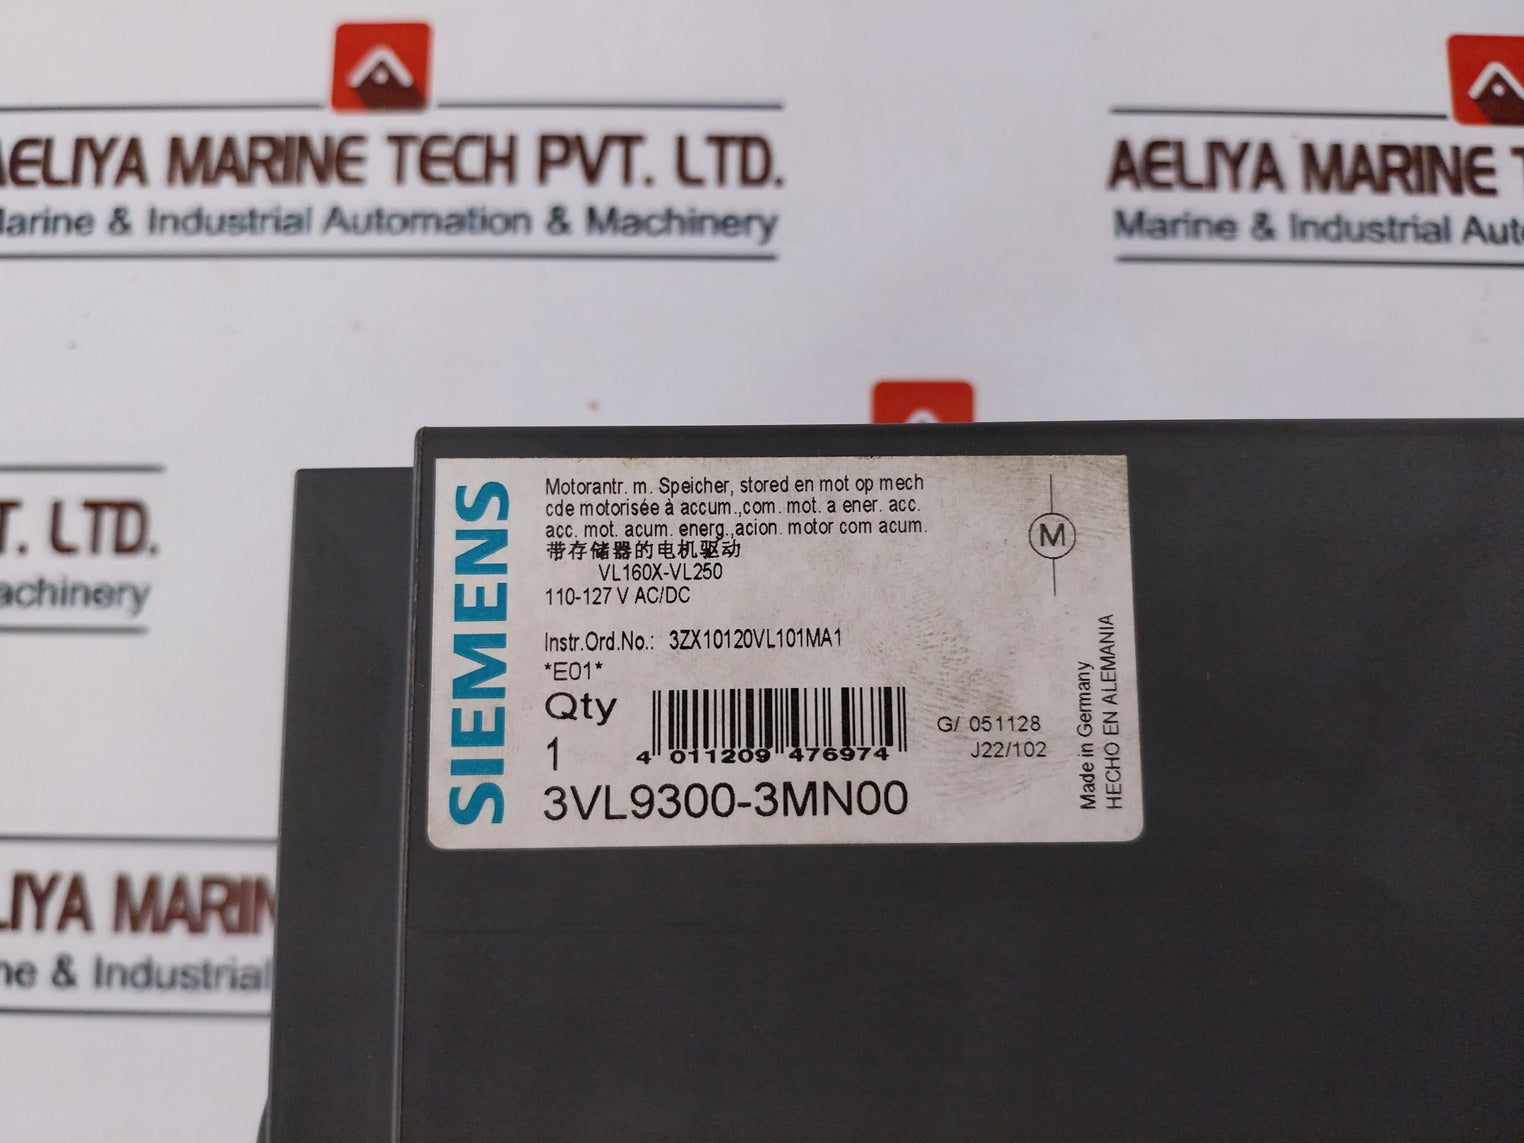 AELIYA MARINE TECH PVT. LTD.
Marine & Industrial Automation & Machinery
AELIYA MARINE T
Marine & Industrial Auto
T. LTD.
achinery
LIYA MARIN
ne & Industrial
SIEMENS
Motorantr. m. Speicher, stored en mot op mech
cde motorisée à accum.,com. mot. a ener. acc.
acc. mot. acum. energ.,acion. motor com acum.
带存储器的电机驱动
VL160X-VL250
110-127 V AC/DC
Instr.Ord.No.: 3ZX10120VL101MA1
*E01*
Qty
1
4 011209 476974
3VL9300-3MN00
G/ 051128
J22/102
M
Made in Germany
HECHO EN ALEMANIA